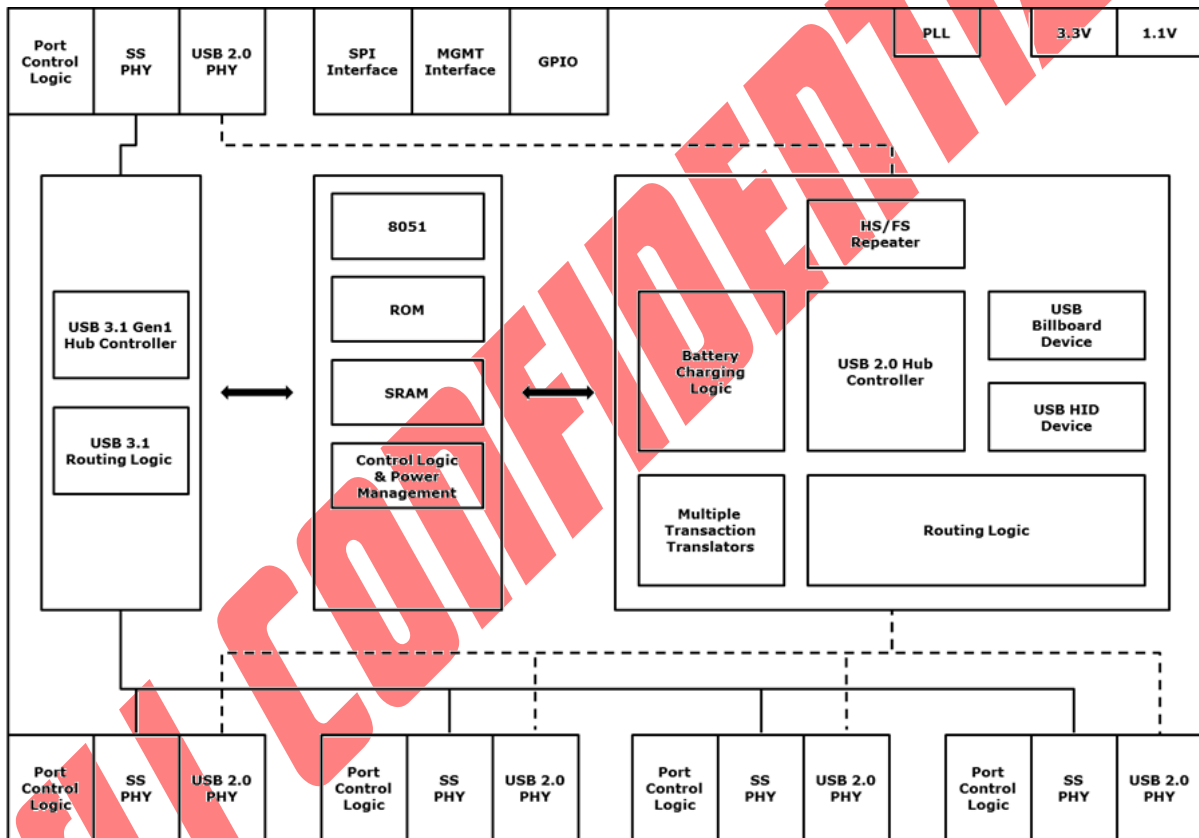 Port
Control
Logic
SS
PHY
USB 2.0
PHY
SPI
Interface
MGMT
Interface
GPIO
PLL
3.3V
1.1V
8051
ROM
SRAM
Control Logic
& Power
Management
USB 3.1 Gen1
Hub Controller
USB 3.1
Routing Logic
HS/FS
Repeater
Battery
Charging
Logic
USB 2.0 Hub
Controller
USB
Billboard
Device
USB HID
Device
Multiple
Transaction
Translators
Routing Logic
Port
Control
Logic
SS
PHY
USB 2.0
PHY
Port
Control
Logic
SS
PHY
USB 2.0
PHY
Port
Control
Logic
SS
PHY
USB 2.0
PHY
Port
Control
Logic
SS
PHY
USB 2.0
PHY